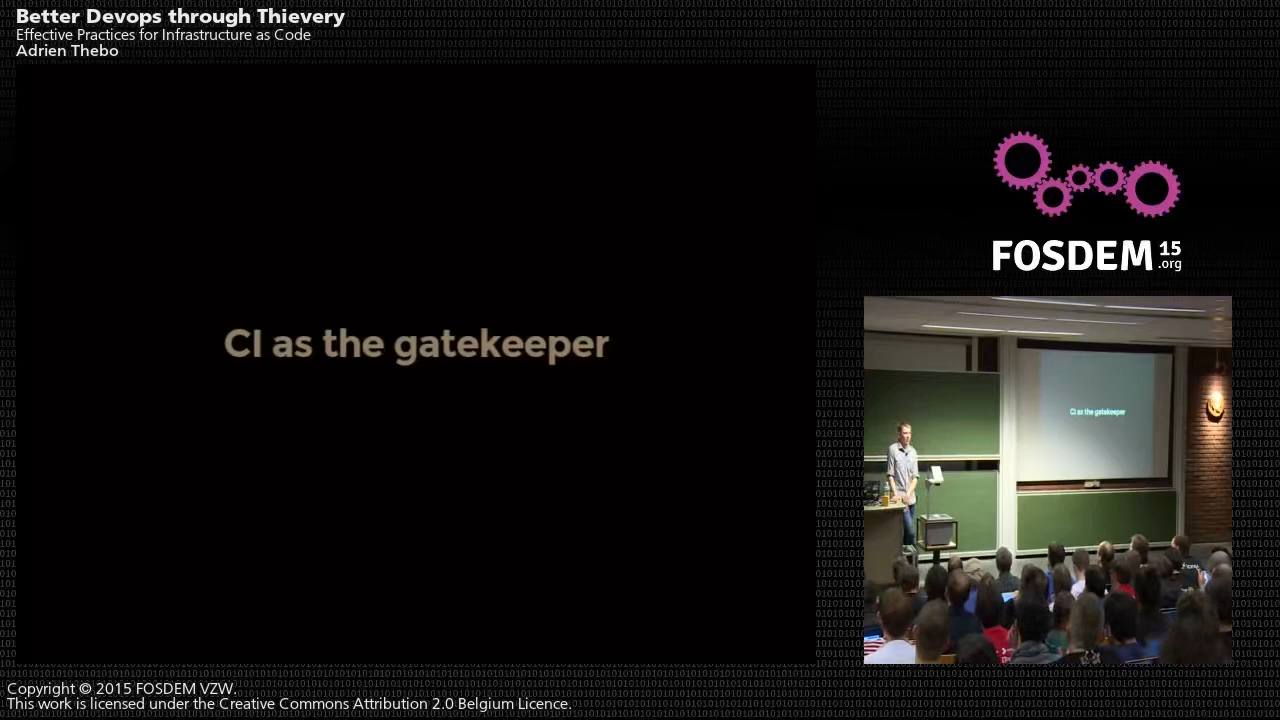 Better Devops through Thievery
Effective Practices for Infrastructure as Code
Adrien Thebo
CI as the gatekeeper
FOSDEM 15
.org
CI as the gatekeeper
Copyright © 2015 FOSDEM VZW.
This work is licensed under the Creative Commons Attribution 2.0 Belgium Licence.